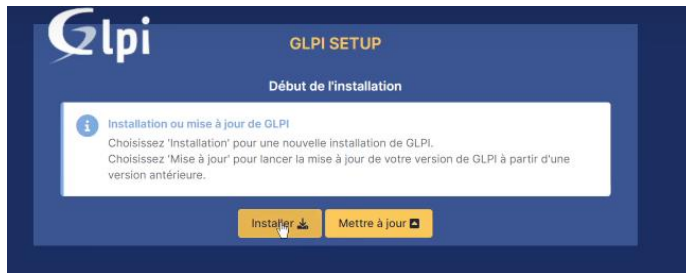 Glpi
GLPI SETUP
Début de l'installation
Installation ou mise à jour de GLPI
Choisissez 'Installation' pour une nouvelle installation de GLPI.
Choisissez 'Mise à jour' pour lancer la mise à jour de votre version de GLPI à partir d'une
version antérieure.
Installer Mettre à jour